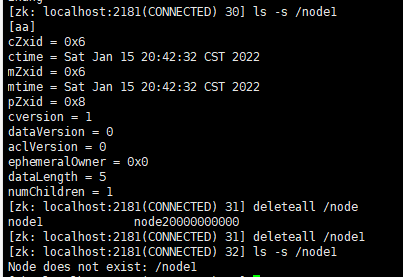 [zk: localhost:2181(CONNECTED) 30] ls -s /node1
[aa]
cZxid = 0x6
ctime = Sat Jan 15 20:42:32 CST 2022
mZxid = 0x6
mtime = Sat Jan 15 20:42:32 CST 2022
pZxid = 0x8
cversion = 1
dataVersion = 0
aclVersion = 0
ephemeralOwner = 0x0
dataLength = 5
numChildren = 1
[zk: localhost:2181(CONNECTED) 31] deleteall /node
node1 node20000000000
[zk: localhost:2181(CONNECTED) 31] deleteall /node1
[zk: localhost:2181(CONNECTED) 32] ls -s /node1
Node does not exist: /node1